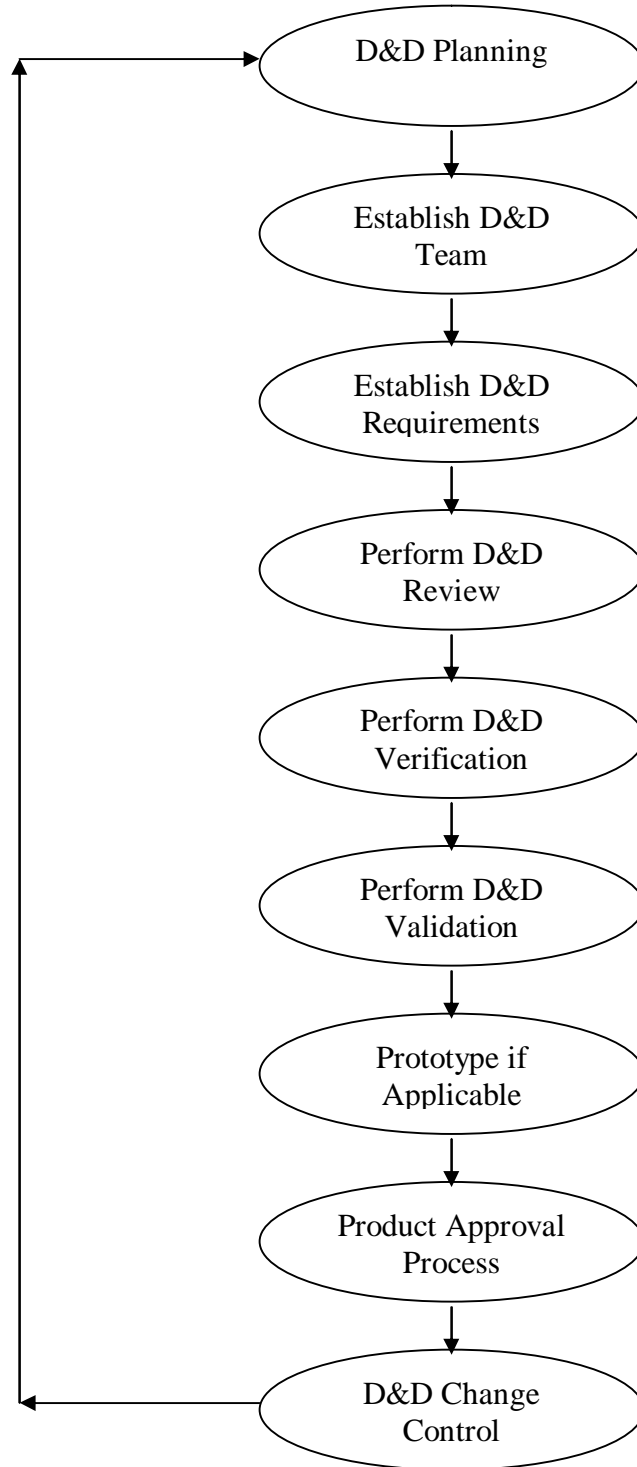 D&D Planning
Establish D&D
Team
Establish D&D
Requirements
Perform D&D
Review
Perform D&D
Verification
Perform D&D
Validation
Prototype if
Applicable
Product Approval
Process
D&D Change
Control